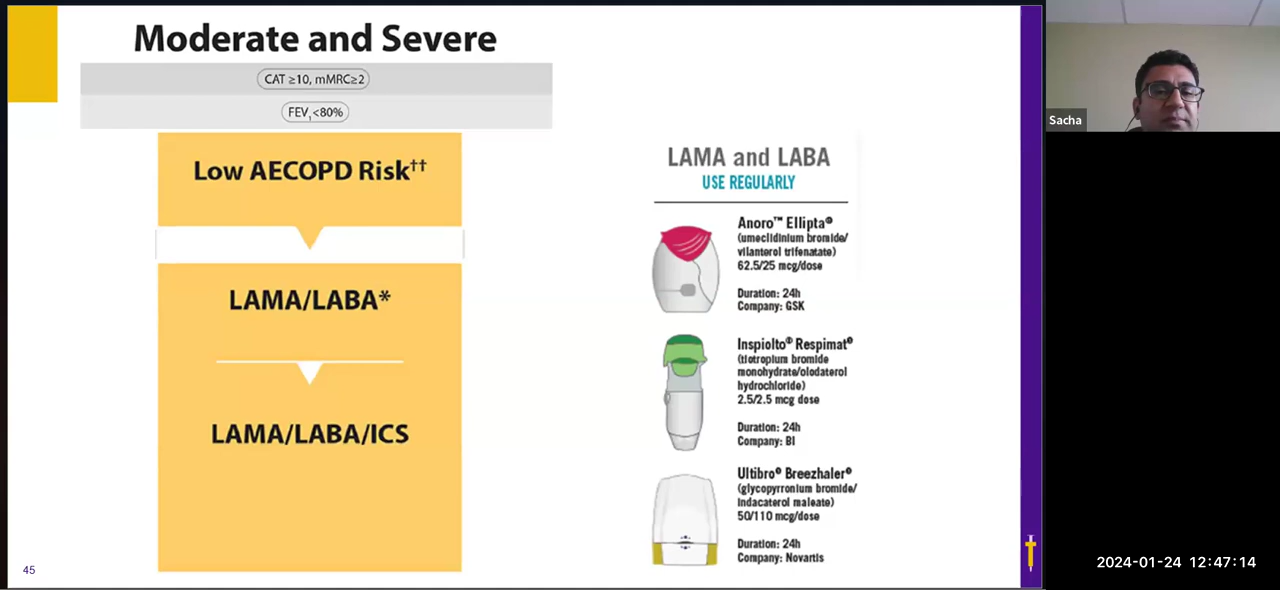 Moderate and Severe
CAT ≥10, mMRC≥2
FEV₁<80%
Low AECOPD Risk††
LAMA/LABA*
LAMA/LABA/ICS
LAMA and LABA
USE REGULARLY
Anoro™ Ellipta®
(umeclidinium bromide/
vilanterol trifenatate)
62.5/25 mcg/dose
Duration: 24h
Company: GSK
Inspiolto® Respimat®
(tiotropium bromide
monohydrate/olodaterol
hydrochloride)
2.5/2.5 mcg dose
Duration: 24h
Company: BI
Ultibro® Breezhaler®
(glycopyrronium bromide/
indacaterol maleate)
50/110 mcg/dose
Duration: 24h
Company: Novartis
45
Sacha
2024-01-24 12:47:14